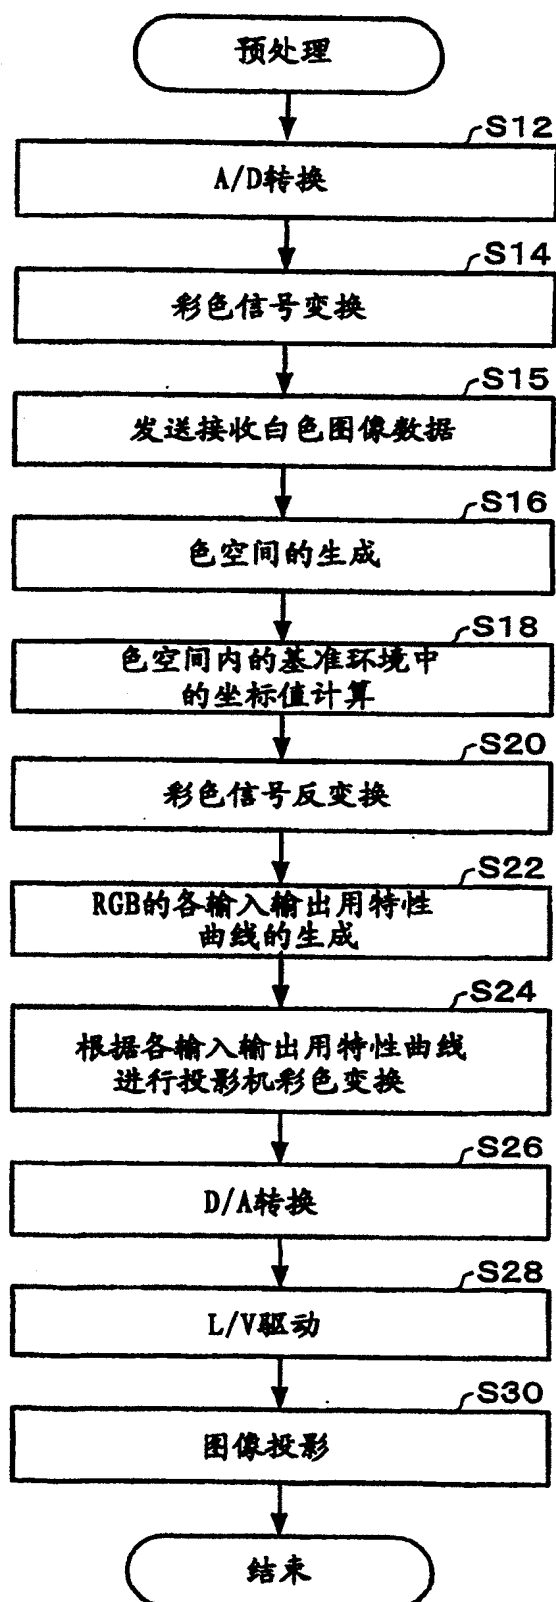 预处理
S12
A/D转换
S14
彩色信号变换
S15
发送接收白色图像数据
S16
色空间的生成
S18
色空间内的基准环境中
的坐标值计算
S20
彩色信号反变换
S22
RGB的各输入输出用特性
曲线的生成
S24
根据各输入输出用特性曲线
进行投影机彩色变换
S26
D/A转换
S28
L/V驱动
S30
图像投影
结束